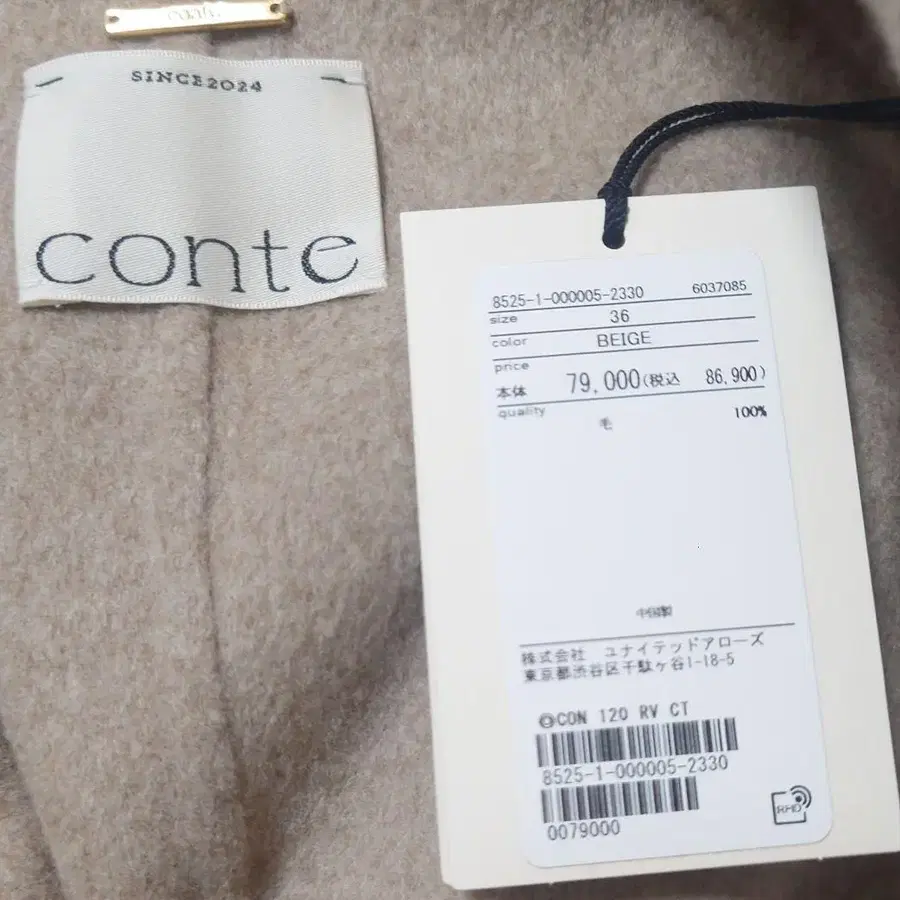 SINCE2024
conte
8525-1-000005-2330 6037085
size 36
color BEIGE
price
本体 79,000(税込 86,900)
quality
毛 100%
中国製
株式会社 ユナイテッドアローズ
東京都渋谷区千駄ヶ谷1-18-5
CON 120 RV CT
8525-1-000005-2330
0079000
RFID